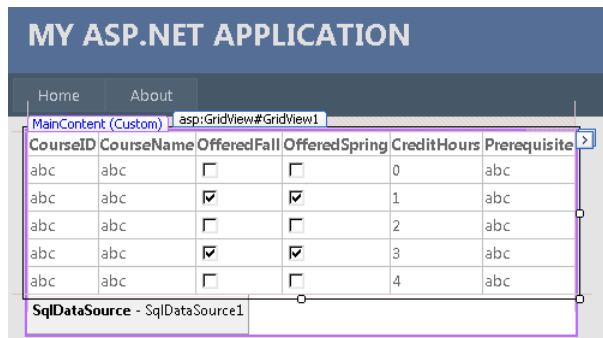 MY ASP.NET APPLICATION
Home About
MainContent (Custom) asp:GridView#GridView1
CourseID CourseName OfferedFall OfferedSpring CreditHours Prerequisite
abc abc 0 abc
abc abc 1 abc
abc abc 2 abc
abc abc 3 abc
abc abc 4 abc
SqlDataSource - SqlDataSource1